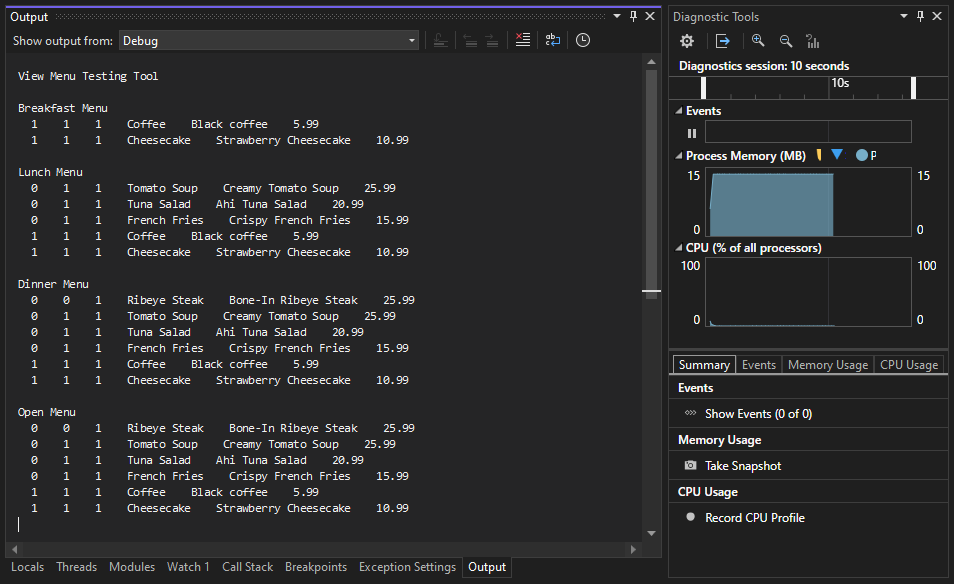 Output
Show output from: Debug
View Menu Testing Tool
Breakfast Menu
1 1 1 Coffee Black coffee 5.99
1 1 1 Cheesecake Strawberry Cheesecake 10.99
Lunch Menu
0 1 1 Tomato Soup Creamy Tomato Soup 25.99
0 1 1 Tuna Salad Ahi Tuna Salad 20.99
0 1 1 French Fries Crispy French Fries 15.99
1 1 1 Coffee Black coffee 5.99
1 1 1 Cheesecake Strawberry Cheesecake 10.99
Dinner Menu
0 0 1 Ribeye Steak Bone-In Ribeye Steak 25.99
0 1 1 Tomato Soup Creamy Tomato Soup 25.99
0 1 1 Tuna Salad Ahi Tuna Salad 20.99
0 1 1 French Fries Crispy French Fries 15.99
1 1 1 Coffee Black coffee 5.99
1 1 1 Cheesecake Strawberry Cheesecake 10.99
Open Menu
0 0 1 Ribeye Steak Bone-In Ribeye Steak 25.99
0 1 1 Tomato Soup Creamy Tomato Soup 25.99
0 1 1 Tuna Salad Ahi Tuna Salad 20.99
0 1 1 French Fries Crispy French Fries 15.99
1 1 1 Coffee Black coffee 5.99
1 1 1 Cheesecake Strawberry Cheesecake 10.99
Locals Threads Modules Watch 1 Call Stack Breakpoints Exception Settings Output
Diagnostic Tools
Diagnostics session: 10 seconds
10s
Events
Process Memory (MB) P
15 15
0 0
CPU (% of all processors)
100 100
0 0
Summary Events Memory Usage CPU Usage
Events
Show Events (0 of 0)
Memory Usage
Take Snapshot
CPU Usage
Record CPU Profile